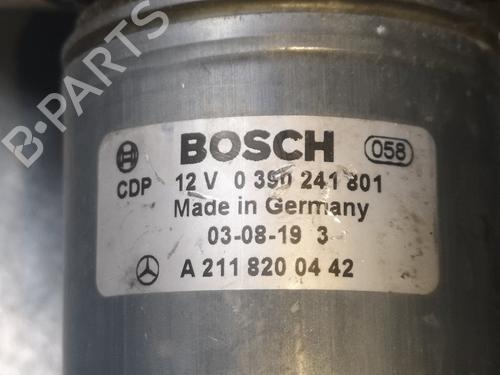 BOSCH 058
CDP 12 V 0 390 241 801
Made in Germany
03-08-19 3
A 211 820 04 42
B-PARTS